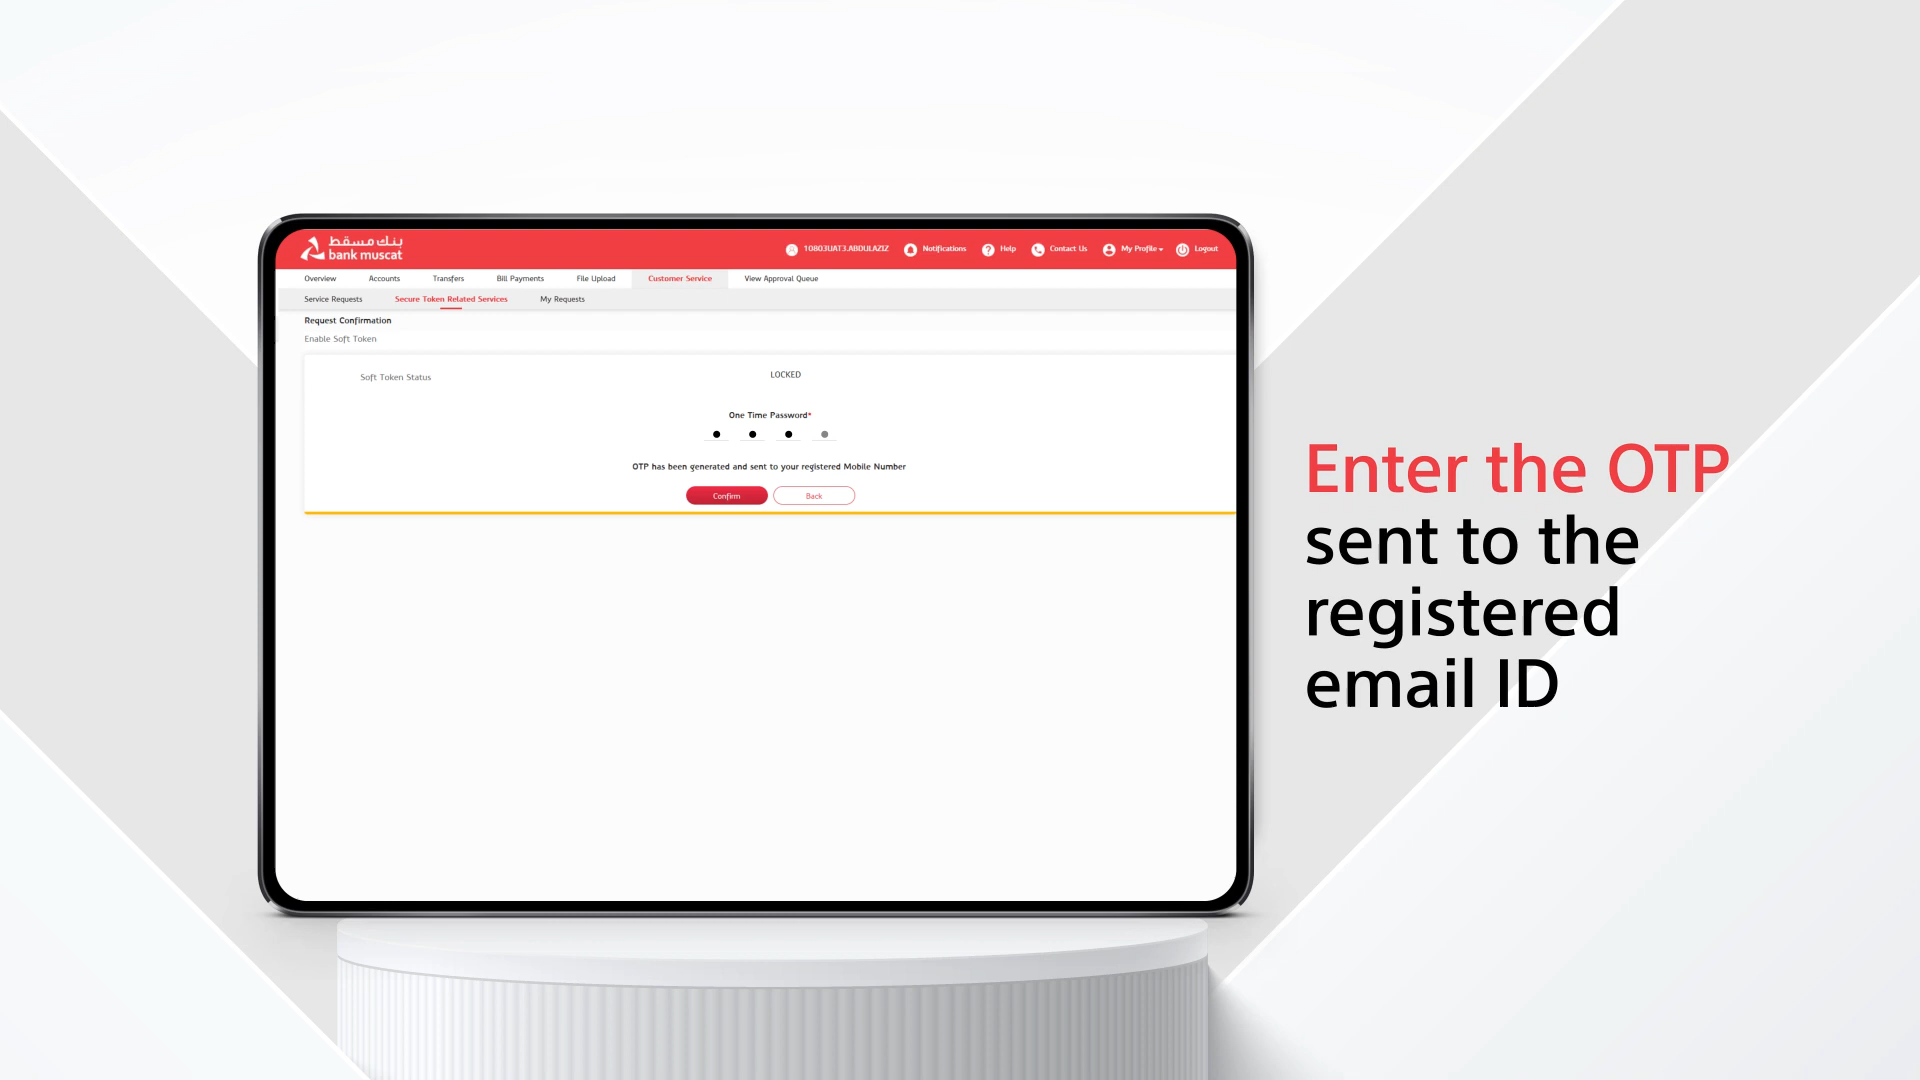 بنك مسقط
bank muscat
10803UAT3.ABDULAZIZ
Notifications
Help
Contact Us
My Profile
Logout
Overview
Accounts
Transfers
Bill Payments
File Upload
Customer Service
View Approval Queue
Service Requests
Secure Token Related Services
My Requests
Request Confirmation
Enable Soft Token
Soft Token Status
LOCKED
One Time Password*
OTP has been generated and sent to your registered Mobile Number
Confirm
Back
Enter the OTP
sent to the
registered
email ID